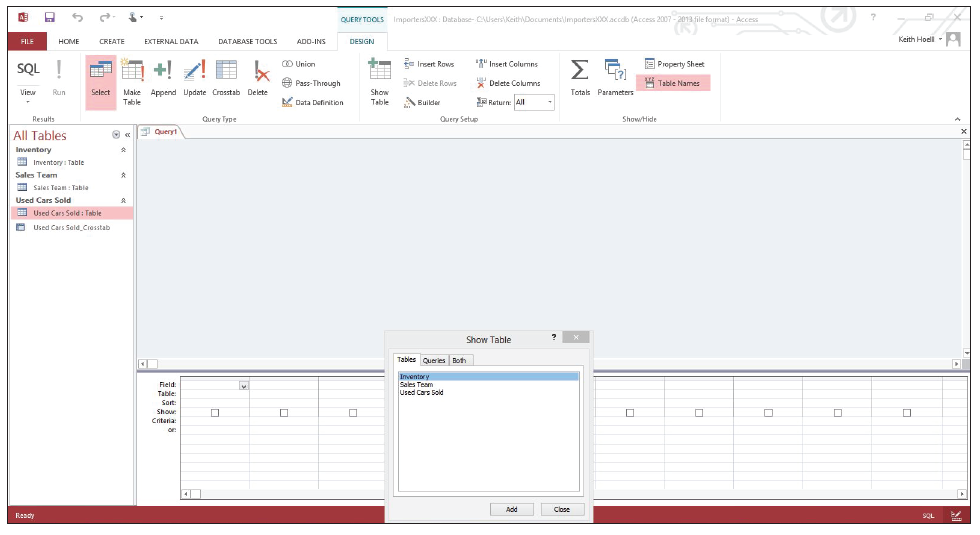 QUERY TOOLS
ImportersXXX : Database- C:\Users\Keith\Documents\ImportersXXX.accdb (Access 2007 - 2013 file format) - Access
?
FILE HOME CREATE EXTERNAL DATA DATABASE TOOLS ADD-INS DESIGN
Keith Hoell
SQL
View
Run
Select
Make
Table
Append
Update
Crosstab
Delete
Union
Pass-Through
Data Definition
Show
Table
Insert Rows
Delete Rows
Builder
Insert Columns
Delete Columns
Return: All
Totals
Parameters
Property Sheet
Table Names
Results
Query Type
Query Setup
Show/Hide
All Tables
Inventory
Inventory : Table
Sales Team
Sales Team : Table
Used Cars Sold
Used Cars Sold : Table
Used Cars Sold_Crosstab
Query1
Show Table
?
Tables Queries Both
Inventory
Sales Team
Used Cars Sold
Add Close
Field:
Table:
Sort:
Show:
Criteria:
or:
Ready
SQL